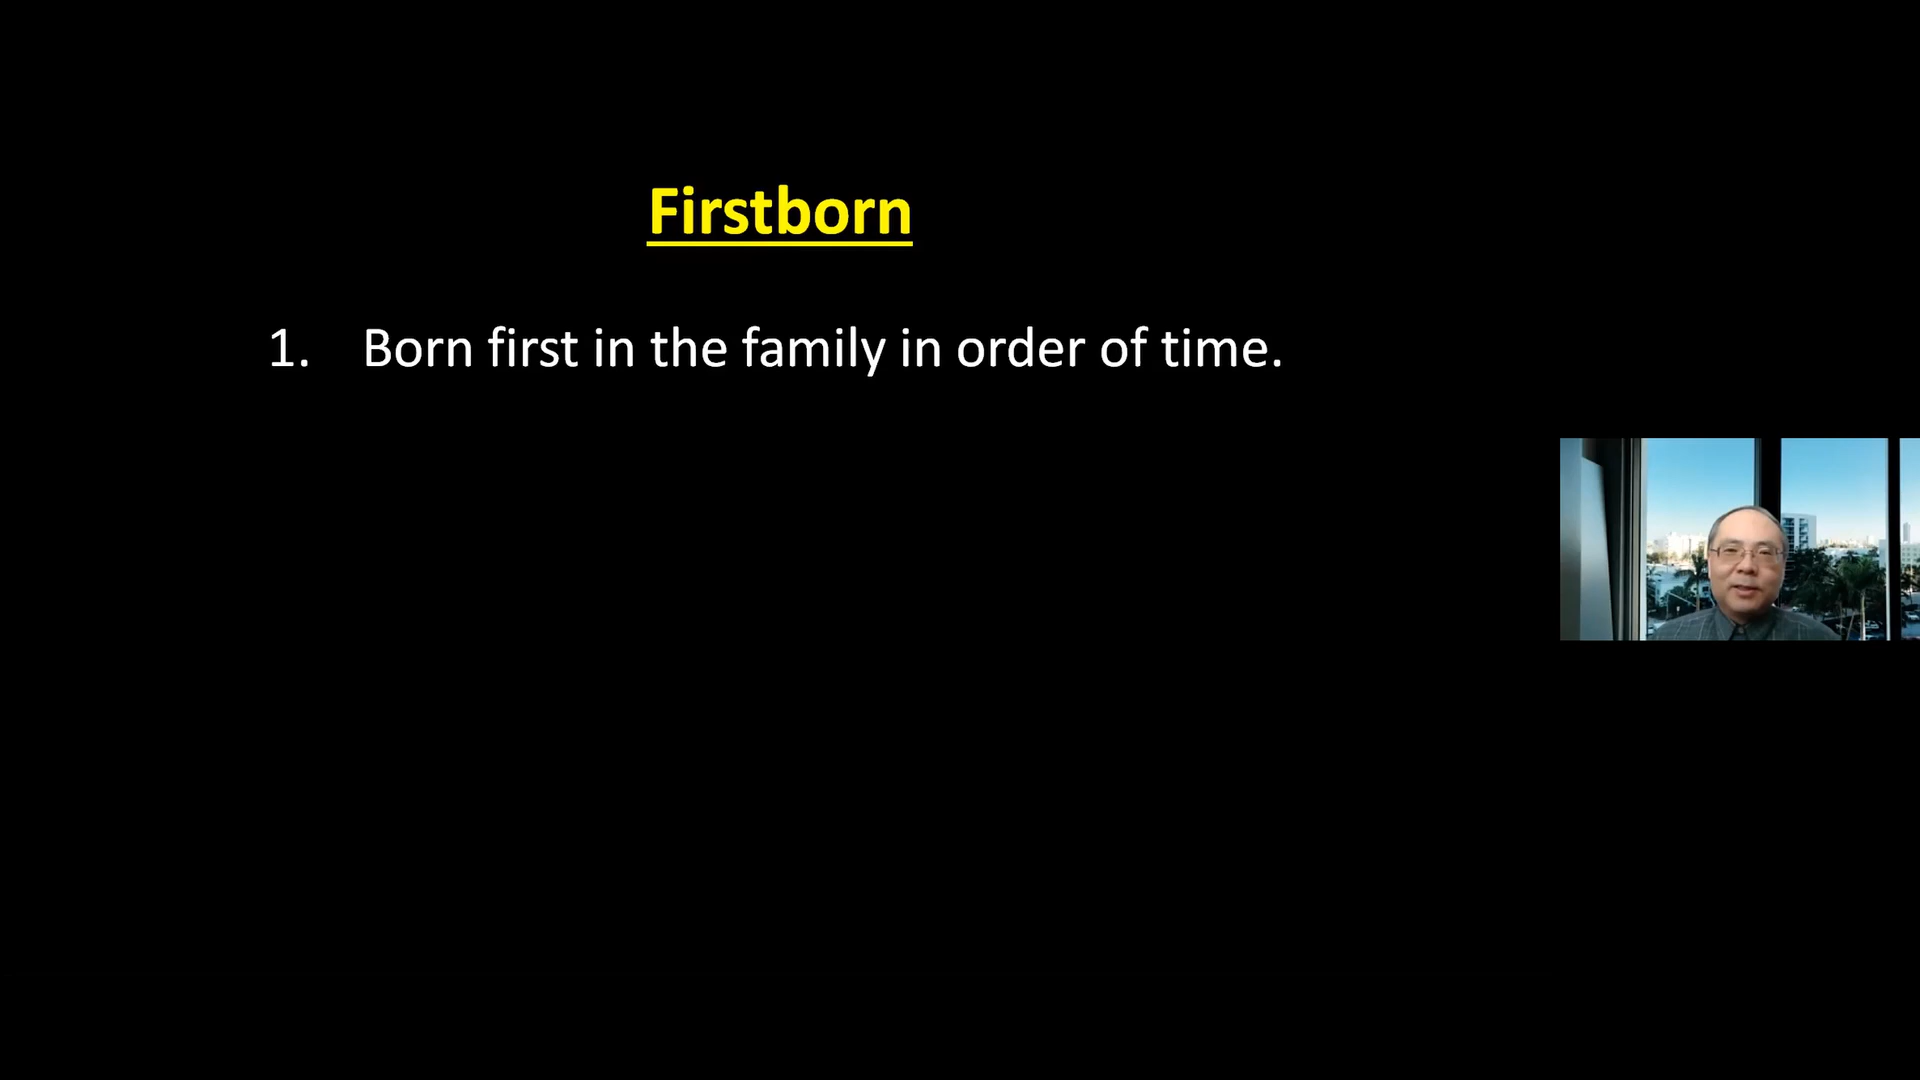 Firstborn
1. Born first in the family in order of time.